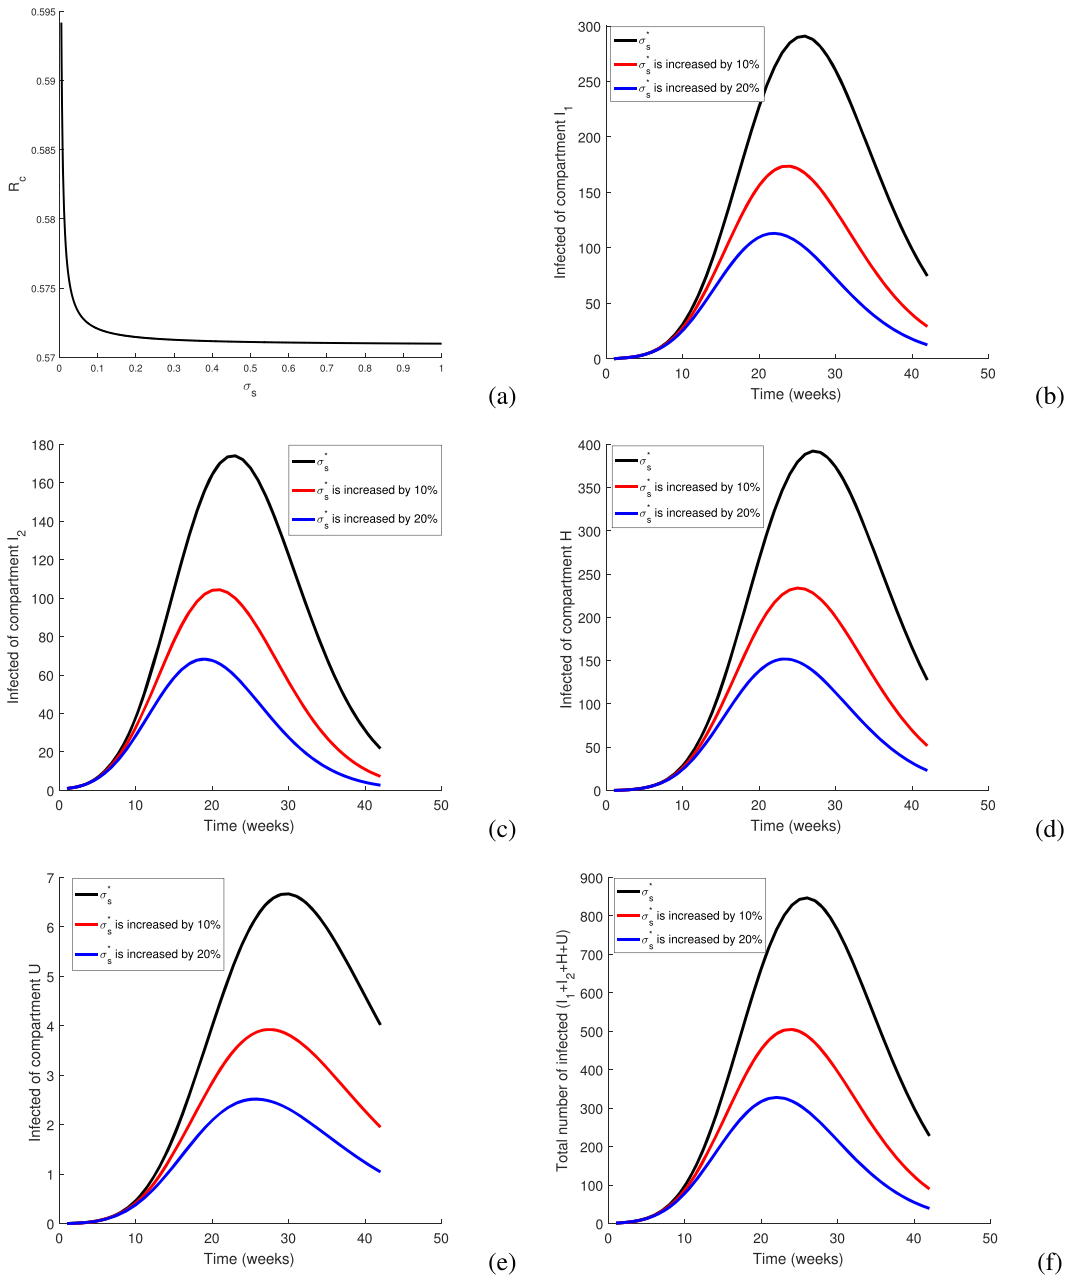 0.595
0.59
0.585
0.58
0.575
0.57
R_c
0 0.1 0.2 0.3 0.4 0.5 0.6 0.7 0.8 0.9 1
σ_s
(a)
300
250
200
150
100
50
0
Infected of compartment I_1
σ_s^*
σ_s^* is increased by 10%
σ_s^* is increased by 20%
0 10 20 30 40 50
Time (weeks)
(b)
180
160
140
120
100
80
60
40
20
0
Infected of compartment I_2
σ_s^*
σ_s^* is increased by 10%
σ_s^* is increased by 20%
0 10 20 30 40 50
Time (weeks)
(c)
400
350
300
250
200
150
100
50
0
Infected of compartment H
σ_s^*
σ_s^* is increased by 10%
σ_s^* is increased by 20%
0 10 20 30 40 50
Time (weeks)
(d)
7
6
5
4
3
2
1
0
Infected of compartment U
σ_s^*
σ_s^* is increased by 10%
σ_s^* is increased by 20%
0 10 20 30 40 50
Time (weeks)
(e)
900
800
700
600
500
400
300
200
100
0
Total number of infected (I_1+I_2+H+U)
σ_s^*
σ_s^* is increased by 10%
σ_s^* is increased by 20%
0 10 20 30 40 50
Time (weeks)
(f)